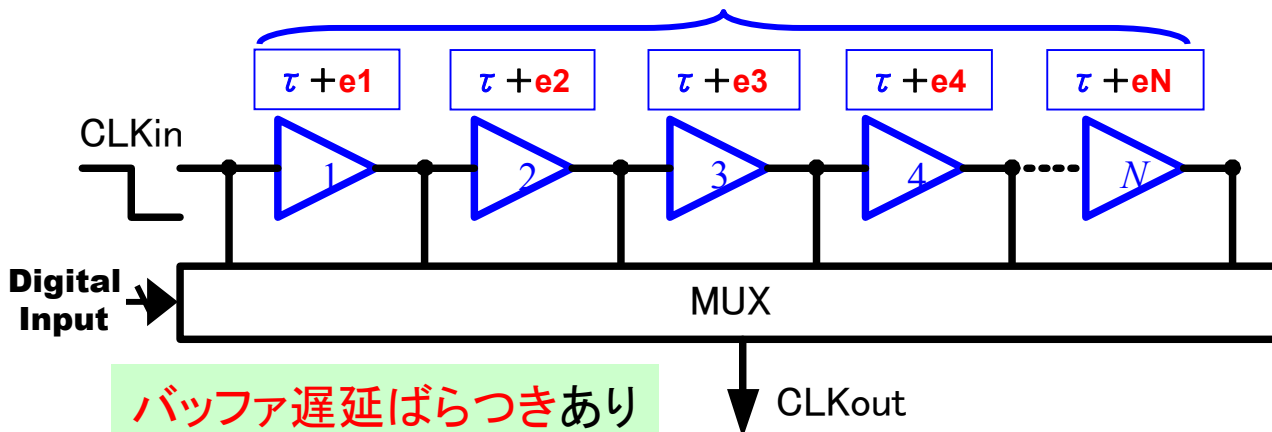 τ+e1 τ+e2 τ+e3 τ+e4 τ+eN
CLKin
1 2 3 4 N
Digital
Input
MUX
バッファ遅延ばらつきあり
CLKout